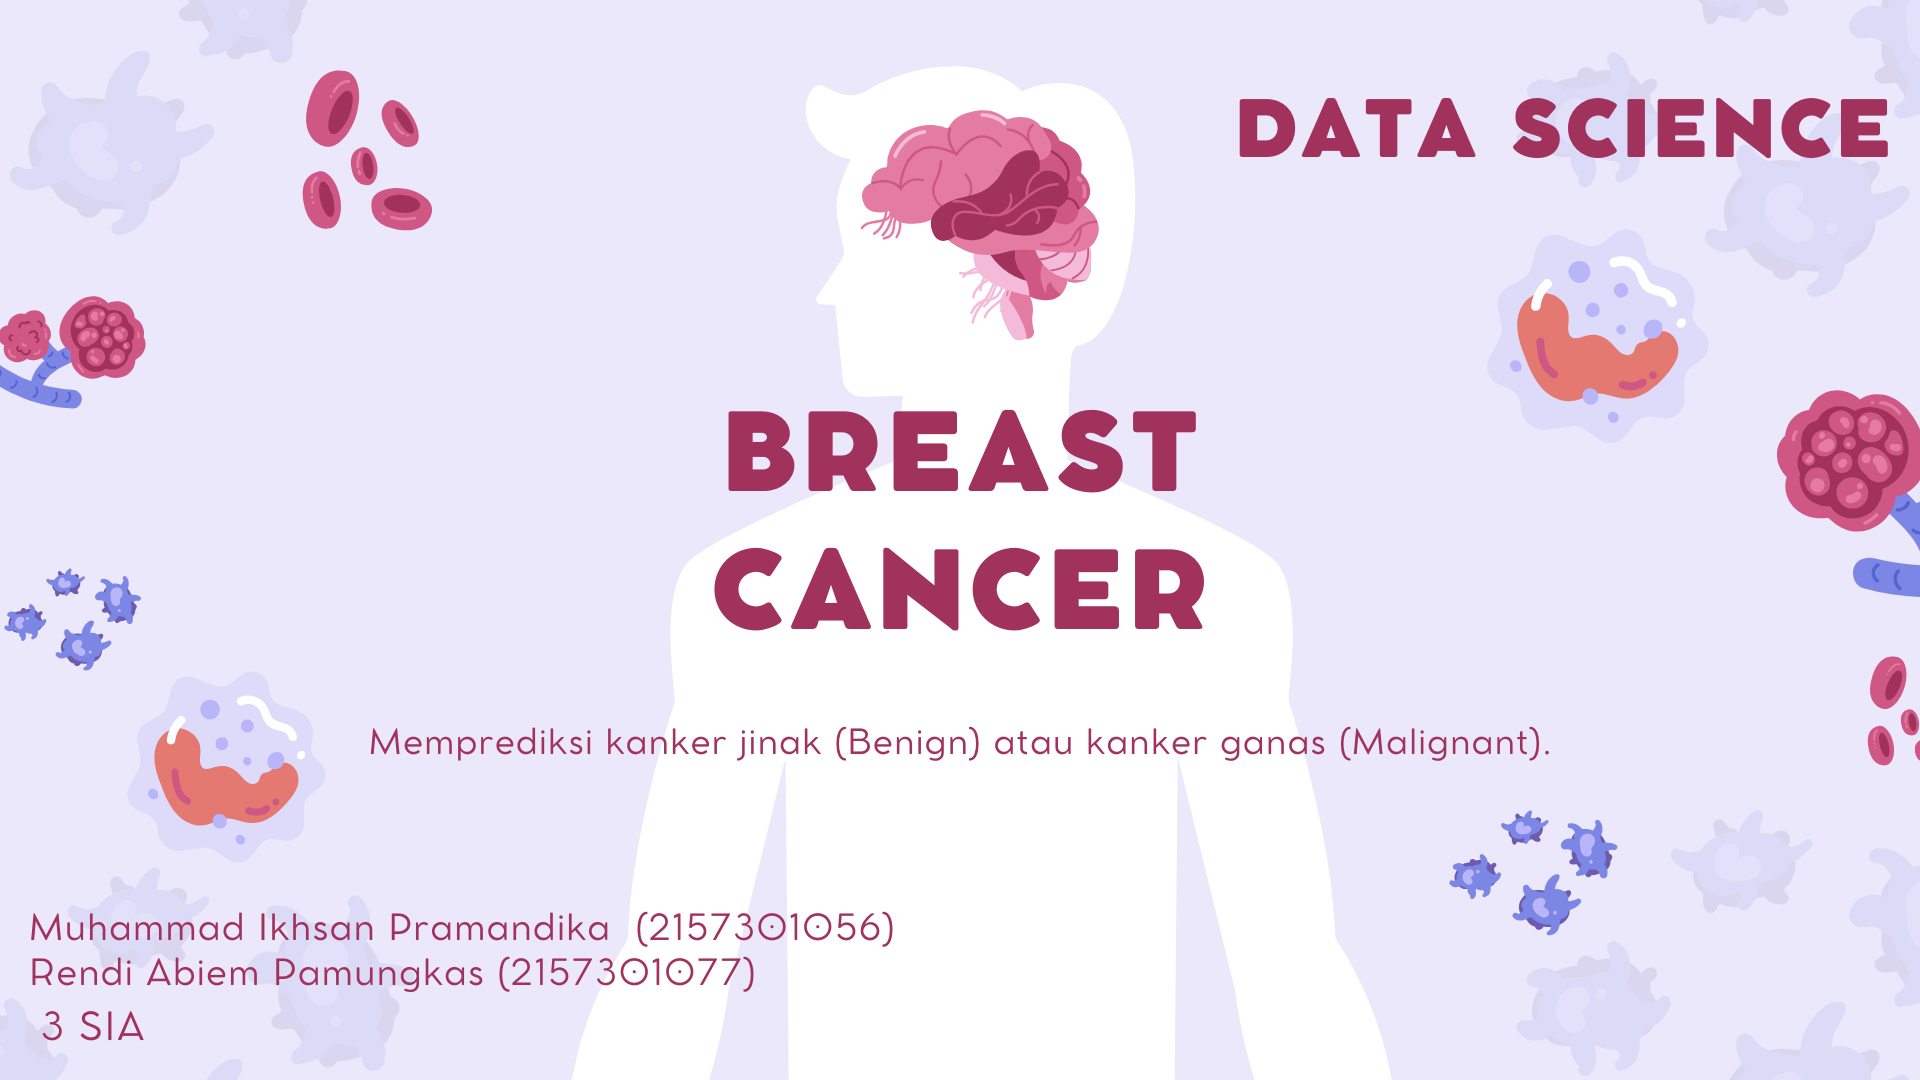 DATA SCIENCE
BREAST
CANCER
Memprediksi kanker jinak (Benign) atau kanker ganas (Malignant).
Muhammad Ikhsan Pramandika (2157301056)
Rendi Abiem Pamungkas (2157301077)
3 SIA